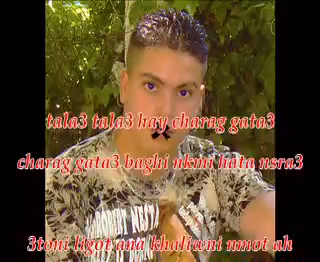 tala3 tala3 hay charag gata3
charag gata3 baghi nkmi hata nsra3
3toni ligot ana khaliwni nmot ah